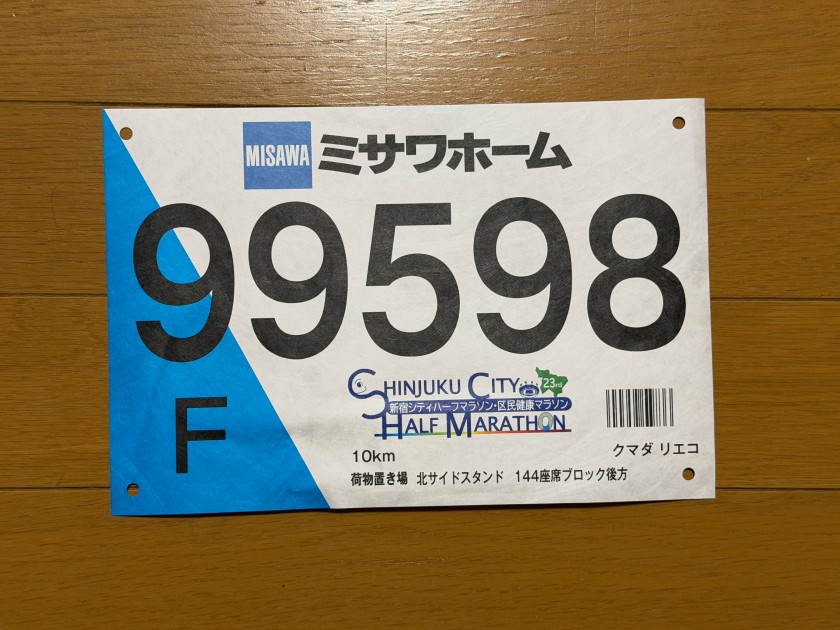 MISAWA ミサワホーム
99598
F
SHINJUKU CITY 23rd
新宿シティハーフマラソン・区民健康マラソン
HALF MARATHON
10km
クマダ リエコ
荷物置き場 北サイドスタンド 144座席ブロック後方